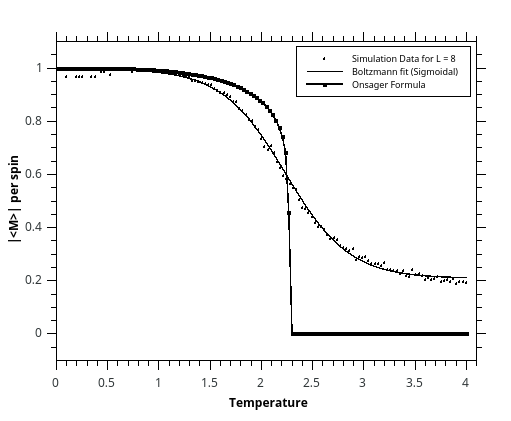 Simulation Data for L = 8
Boltzmann fit (Sigmoidal)
Onsager Formula
|<M>| per spin
1
0.8
0.6
0.4
0.2
0
0 0.5 1 1.5 2 2.5 3 3.5 4
Temperature